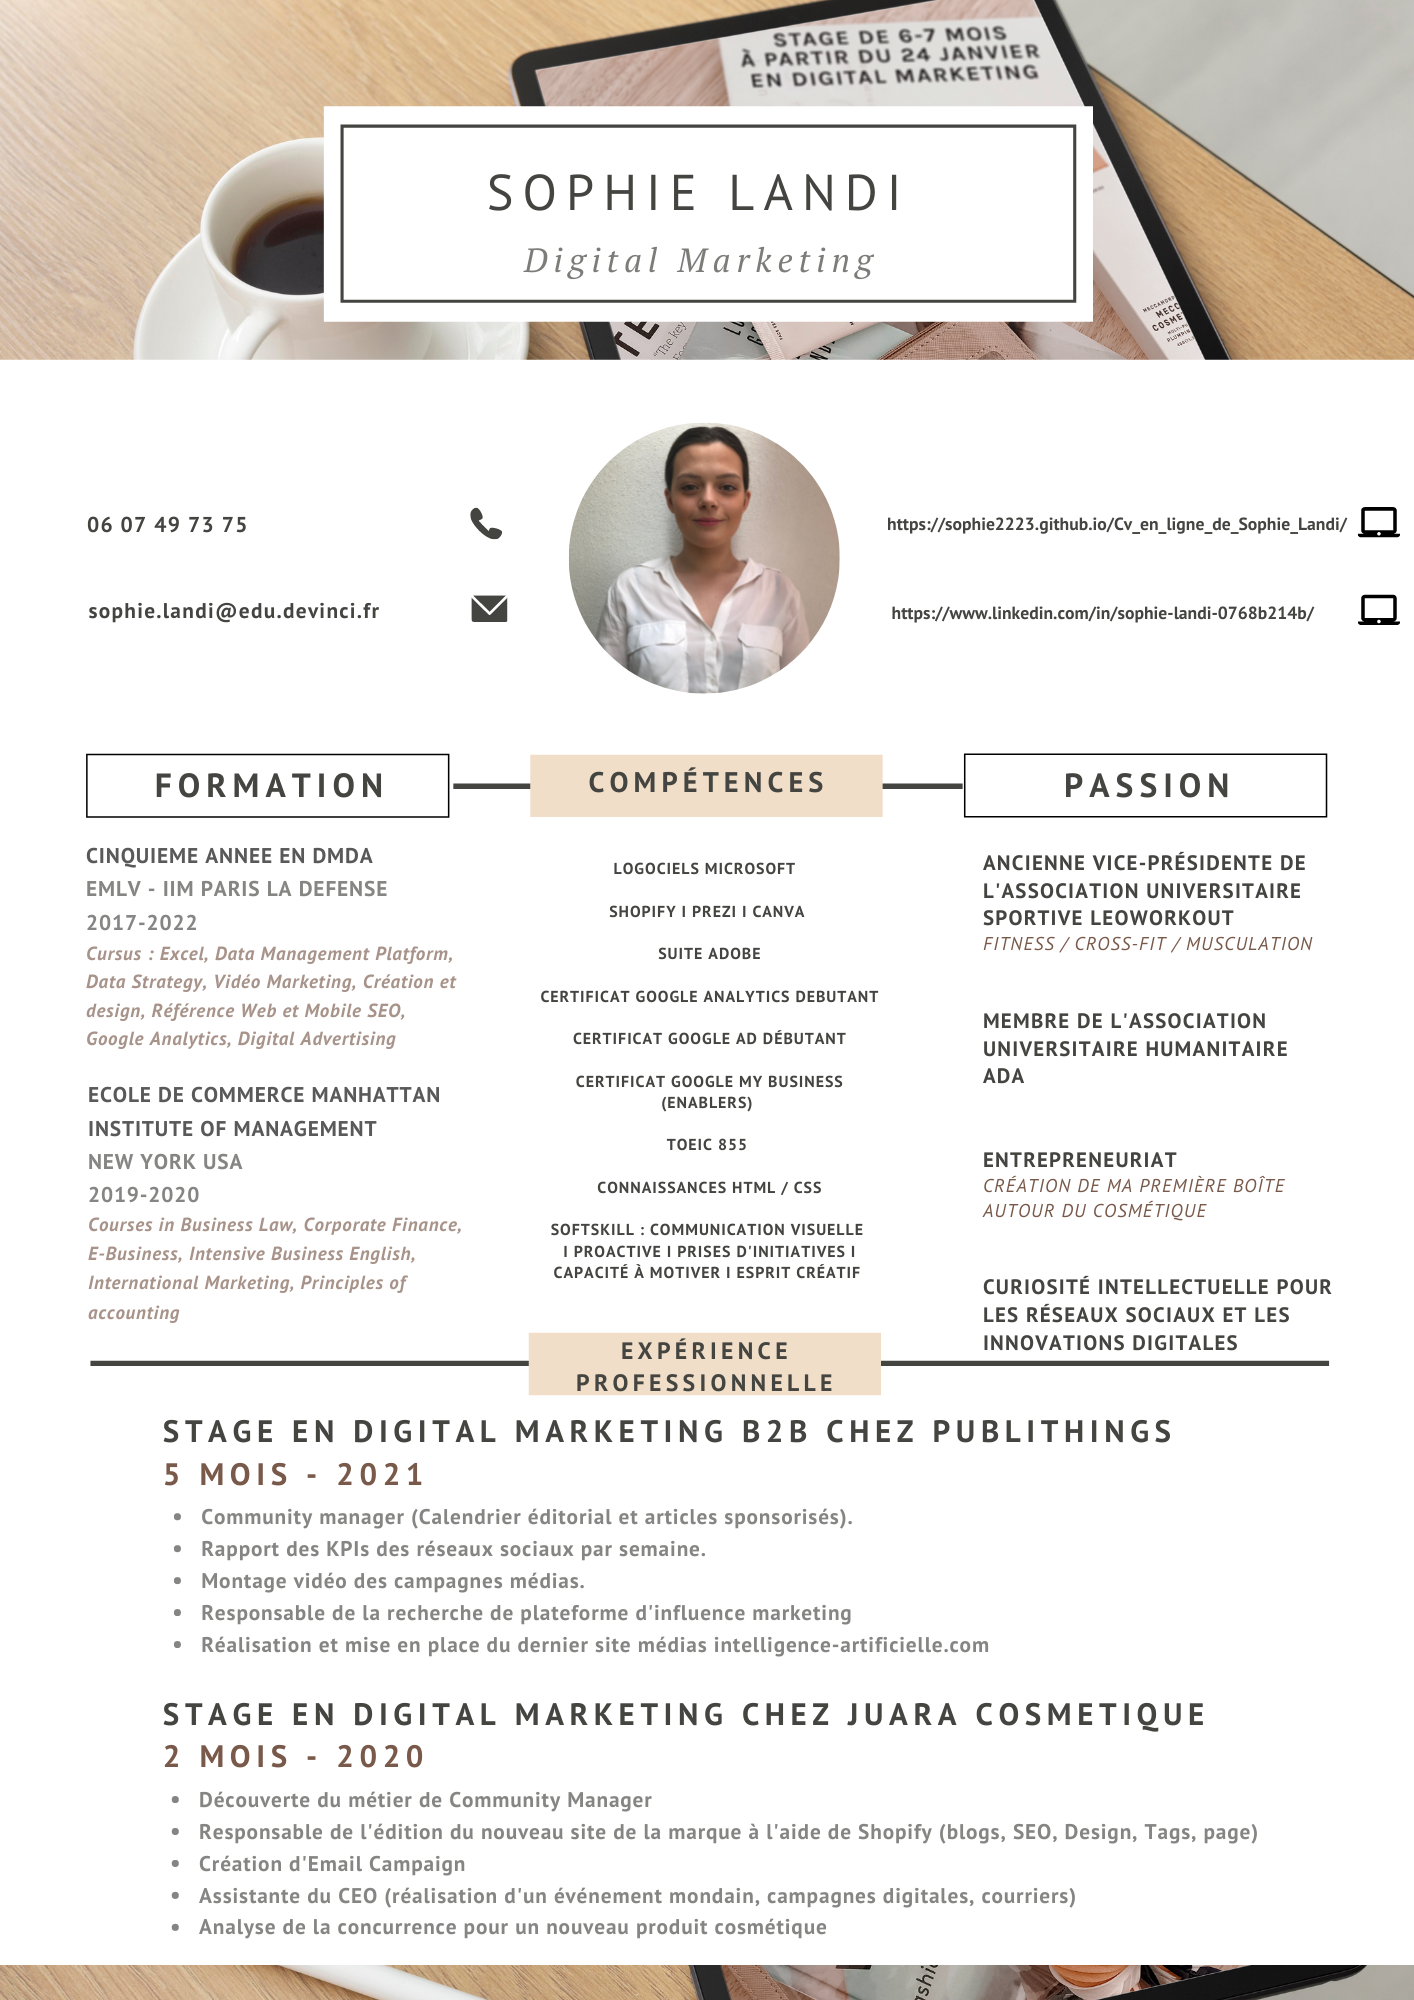 STAGE DE 6-7 MOIS
À PARTIR DU 24 JANVIER
EN DIGITAL MARKETING
SOPHIE LANDI
Digital Marketing
MECC
COSME
"The key
06 07 49 73 75
https://sophie2223.github.io/Cv_en_ligne_de_Sophie_Landi/
sophie.landi@edu.devinci.fr
https://www.linkedin.com/in/sophie-landi-0768b214b/
FORMATION
CINQUIEME ANNEE EN DMDA
EMLV - IIM PARIS LA DEFENSE
2017-2022
Cursus : Excel, Data Management Platform,
Data Strategy, Vidéo Marketing, Création et
design, Référence Web et Mobile SEO,
Google Analytics, Digital Advertising
ECOLE DE COMMERCE MANHATTAN
INSTITUTE OF MANAGEMENT
NEW YORK USA
2019-2020
Courses in Business Law, Corporate Finance,
E-Business, Intensive Business English,
International Marketing, Principles of
accounting
COMPÉTENCES
LOGOCIELS MICROSOFT
SHOPIFY I PREZI I CANVA
SUITE ADOBE
CERTIFICAT GOOGLE ANALYTICS DEBUTANT
CERTIFICAT GOOGLE AD DÉBUTANT
CERTIFICAT GOOGLE MY BUSINESS
(ENABLERS)
TOEIC 855
CONNAISSANCES HTML / CSS
SOFTSKILL : COMMUNICATION VISUELLE
I PROACTIVE I PRISES D'INITIATIVES I
CAPACITÉ À MOTIVER I ESPRIT CRÉATIF
PASSION
ANCIENNE VICE-PRÉSIDENTE DE
L'ASSOCIATION UNIVERSITAIRE
SPORTIVE LEOWORKOUT
FITNESS / CROSS-FIT / MUSCULATION
MEMBRE DE L'ASSOCIATION
UNIVERSITAIRE HUMANITAIRE
ADA
ENTREPRENEURIAT
CRÉATION DE MA PREMIÈRE BOÎTE
AUTOUR DU COSMÉTIQUE
CURIOSITÉ INTELLECTUELLE POUR
LES RÉSEAUX SOCIAUX ET LES
INNOVATIONS DIGITALES
EXPÉRIENCE
PROFESSIONNELLE
STAGE EN DIGITAL MARKETING B2B CHEZ PUBLITHINGS
5 MOIS - 2021
• Community manager (Calendrier éditorial et articles sponsorisés).
• Rapport des KPIs des réseaux sociaux par semaine.
• Montage vidéo des campagnes médias.
• Responsable de la recherche de plateforme d'influence marketing
• Réalisation et mise en place du dernier site médias intelligence-artificielle.com
STAGE EN DIGITAL MARKETING CHEZ JUARA COSMETIQUE
2 MOIS - 2020
• Découverte du métier de Community Manager
• Responsable de l'édition du nouveau site de la marque à l'aide de Shopify (blogs, SEO, Design, Tags, page)
• Création d'Email Campaign
• Assistante du CEO (réalisation d'un événement mondain, campagnes digitales, courriers)
• Analyse de la concurrence pour un nouveau produit cosmétique